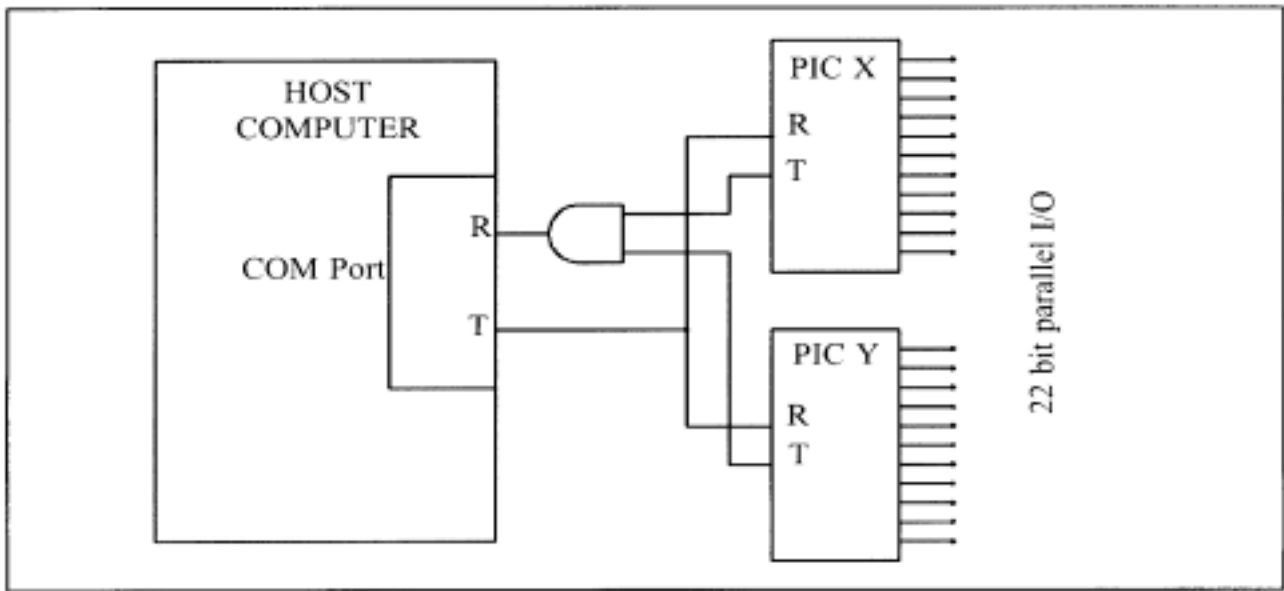 HOST
COMPUTER
COM Port
R
T
PIC X
R
T
PIC Y
R
T
22 bit parallel I/O